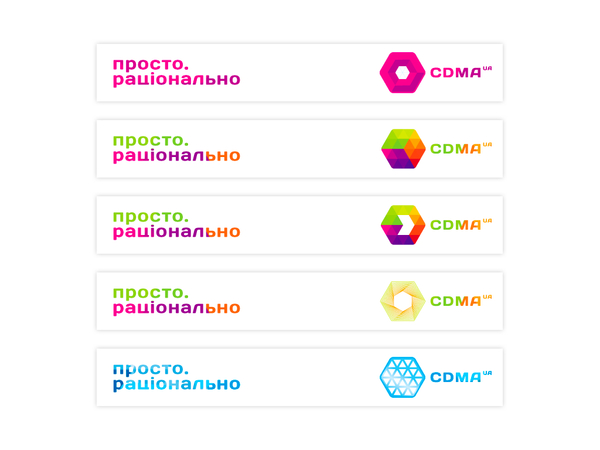 просто.
раціонально
CDMA UA
просто.
раціонально
CDMA UA
просто.
раціонально
CDMA UA
просто.
раціонально
CDMA UA
просто.
раціонально
CDMA UA